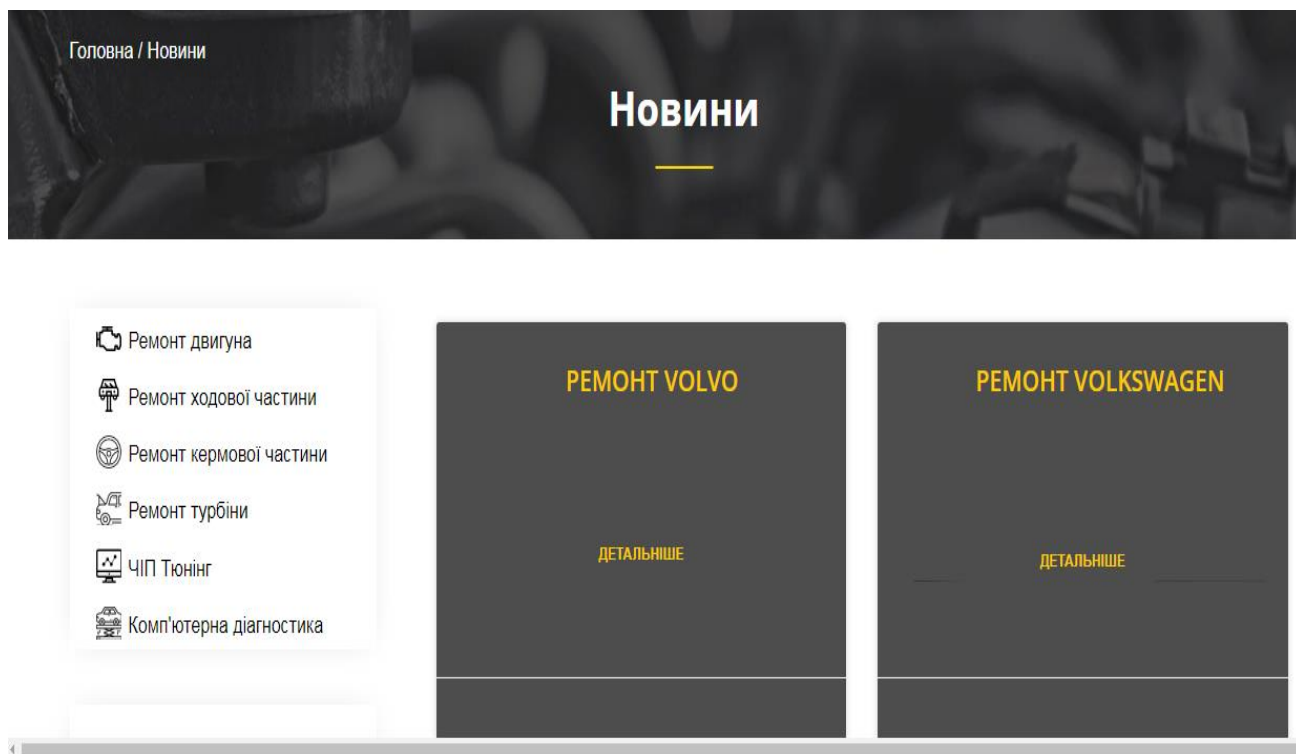 Головна / Новини
Новини
Ремонт двигуна
Ремонт ходової частини
Ремонт кермової частини
Ремонт турбіни
ЧІП Тюнінг
Комп'ютерна діагностика
РЕМОНТ VOLVO
ДЕТАЛЬНІШЕ
РЕМОНТ VOLKSWAGEN
ДЕТАЛЬНІШЕ